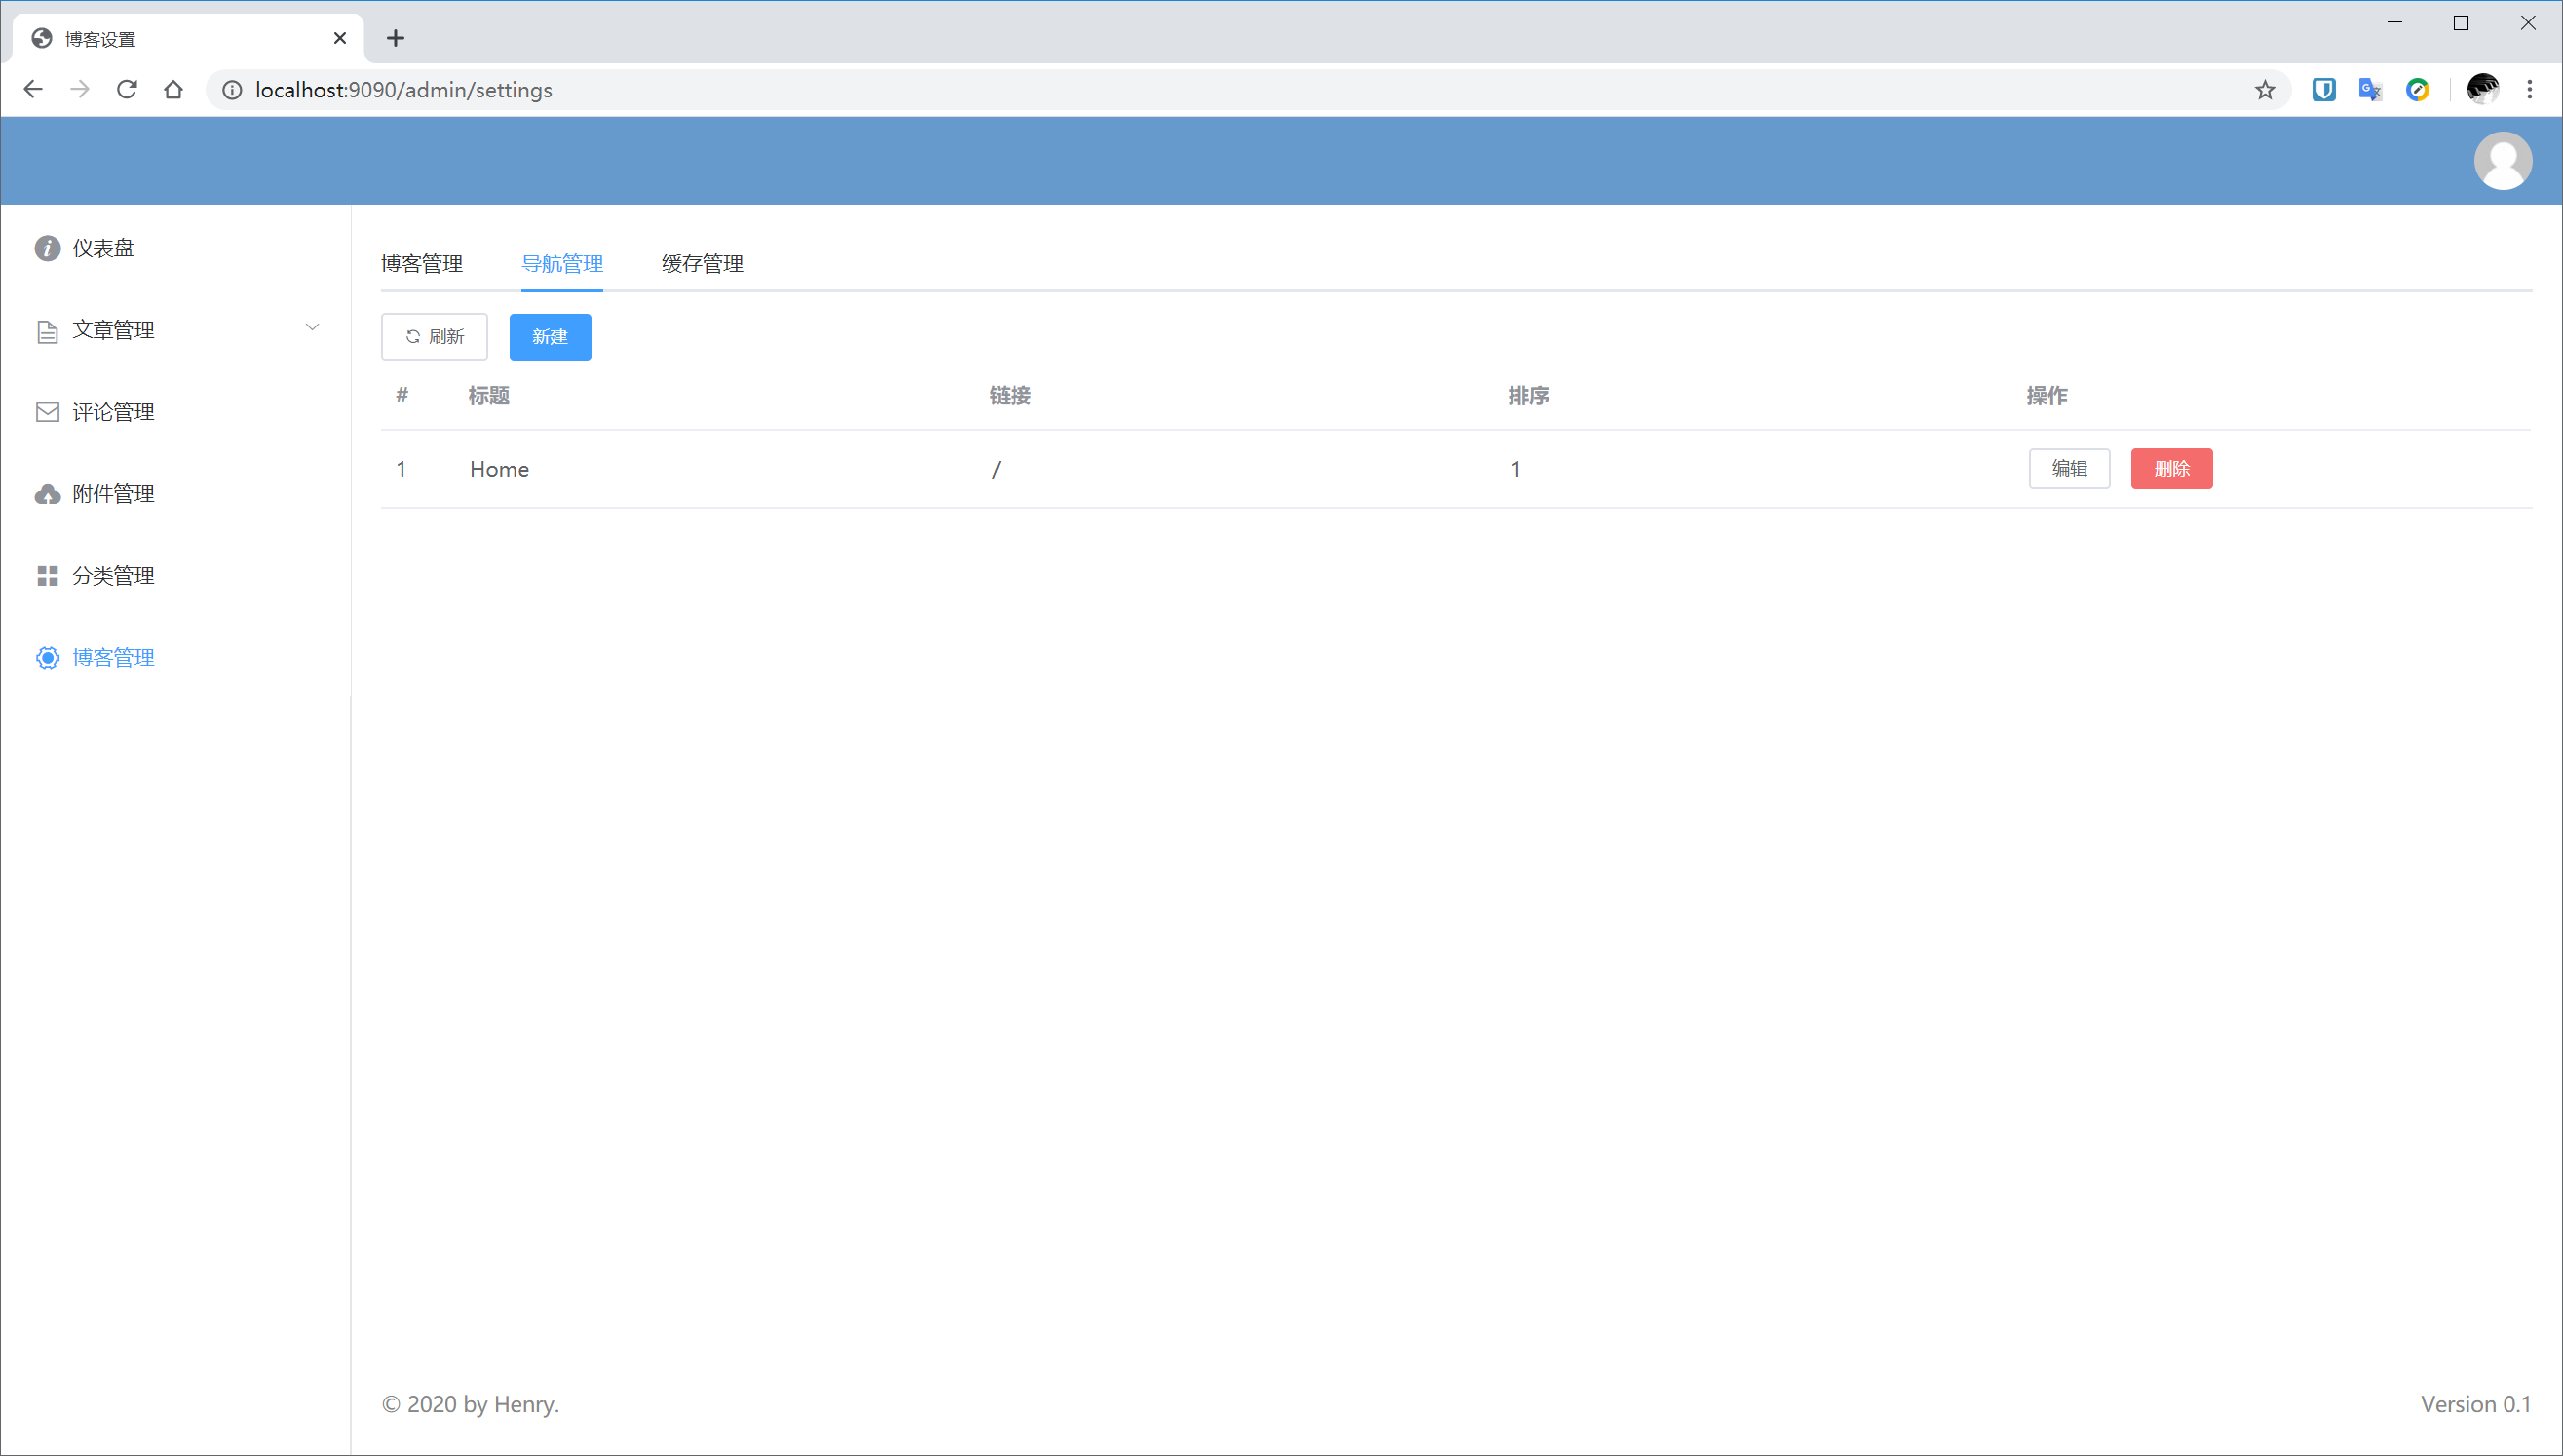 博客设置
localhost:9090/admin/settings
仪表盘
文章管理
评论管理
附件管理
分类管理
博客管理
博客管理 导航管理 缓存管理
刷新 新建
# 标题 链接 排序 操作
1 Home / 1 编辑 删除
© 2020 by Henry. Version 0.1